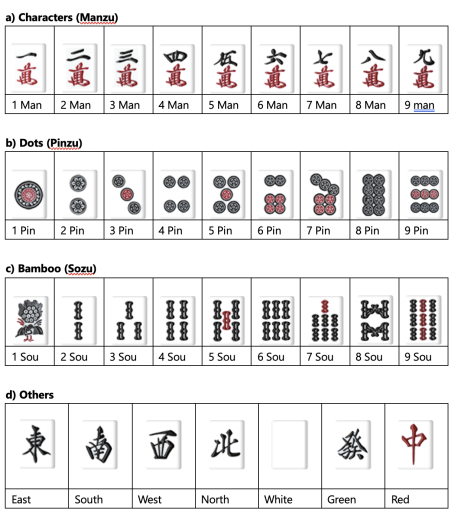 a) Characters (Manzu)
一萬 二萬 三萬 四萬 伍萬 六萬 七萬 八萬 九萬
1 Man 2 Man 3 Man 4 Man 5 Man 6 Man 7 Man 8 Man 9 man
b) Dots (Pinzu)
1 Pin 2 Pin 3 Pin 4 Pin 5 Pin 6 Pin 7 Pin 8 Pin 9 Pin
c) Bamboo (Sozu)
1 Sou 2 Sou 3 Sou 4 Sou 5 Sou 6 Sou 7 Sou 8 Sou 9 Sou
d) Others
東 南 西 北 發 中
East South West North White Green Red